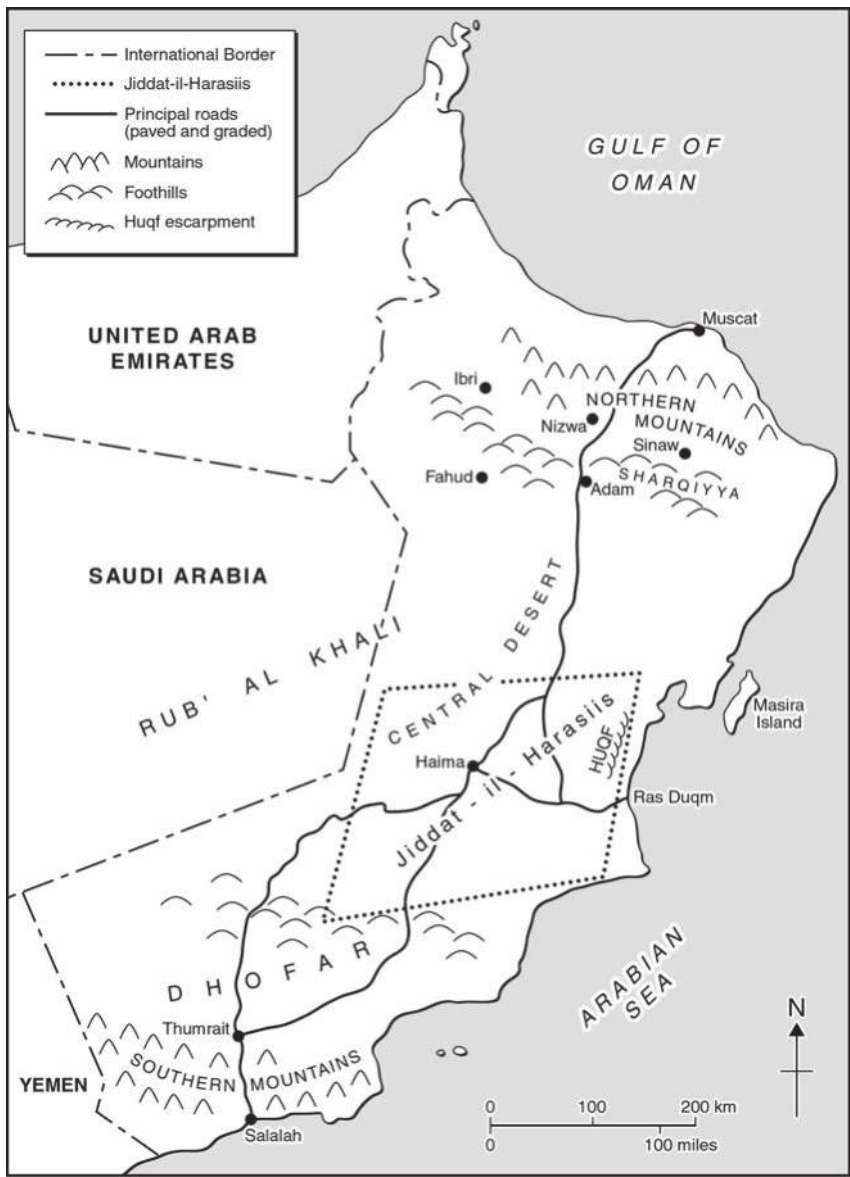 International Border
Jiddat-il-Harasiis
Principal roads
(paved and graded)
Mountains
Foothills
Huqf escarpment
GULF OF
OMAN
UNITED ARAB
EMIRATES
Muscat
Ibri
NORTHERN
MOUNTAINS
Nizwa
Sinaw
Fahud
Adam
SHARQIYYA
SAUDI ARABIA
RUB' AL KHALI
CENTRAL DESERT
Masira
Island
Haima
Jiddat-il-Harasiis
HUQF
Ras Duqm
DHOFAR
ARABIAN
SEA
Thumrait
SOUTHERN MOUNTAINS
YEMEN
Salalah
N
0 100 200 km
0 100 miles